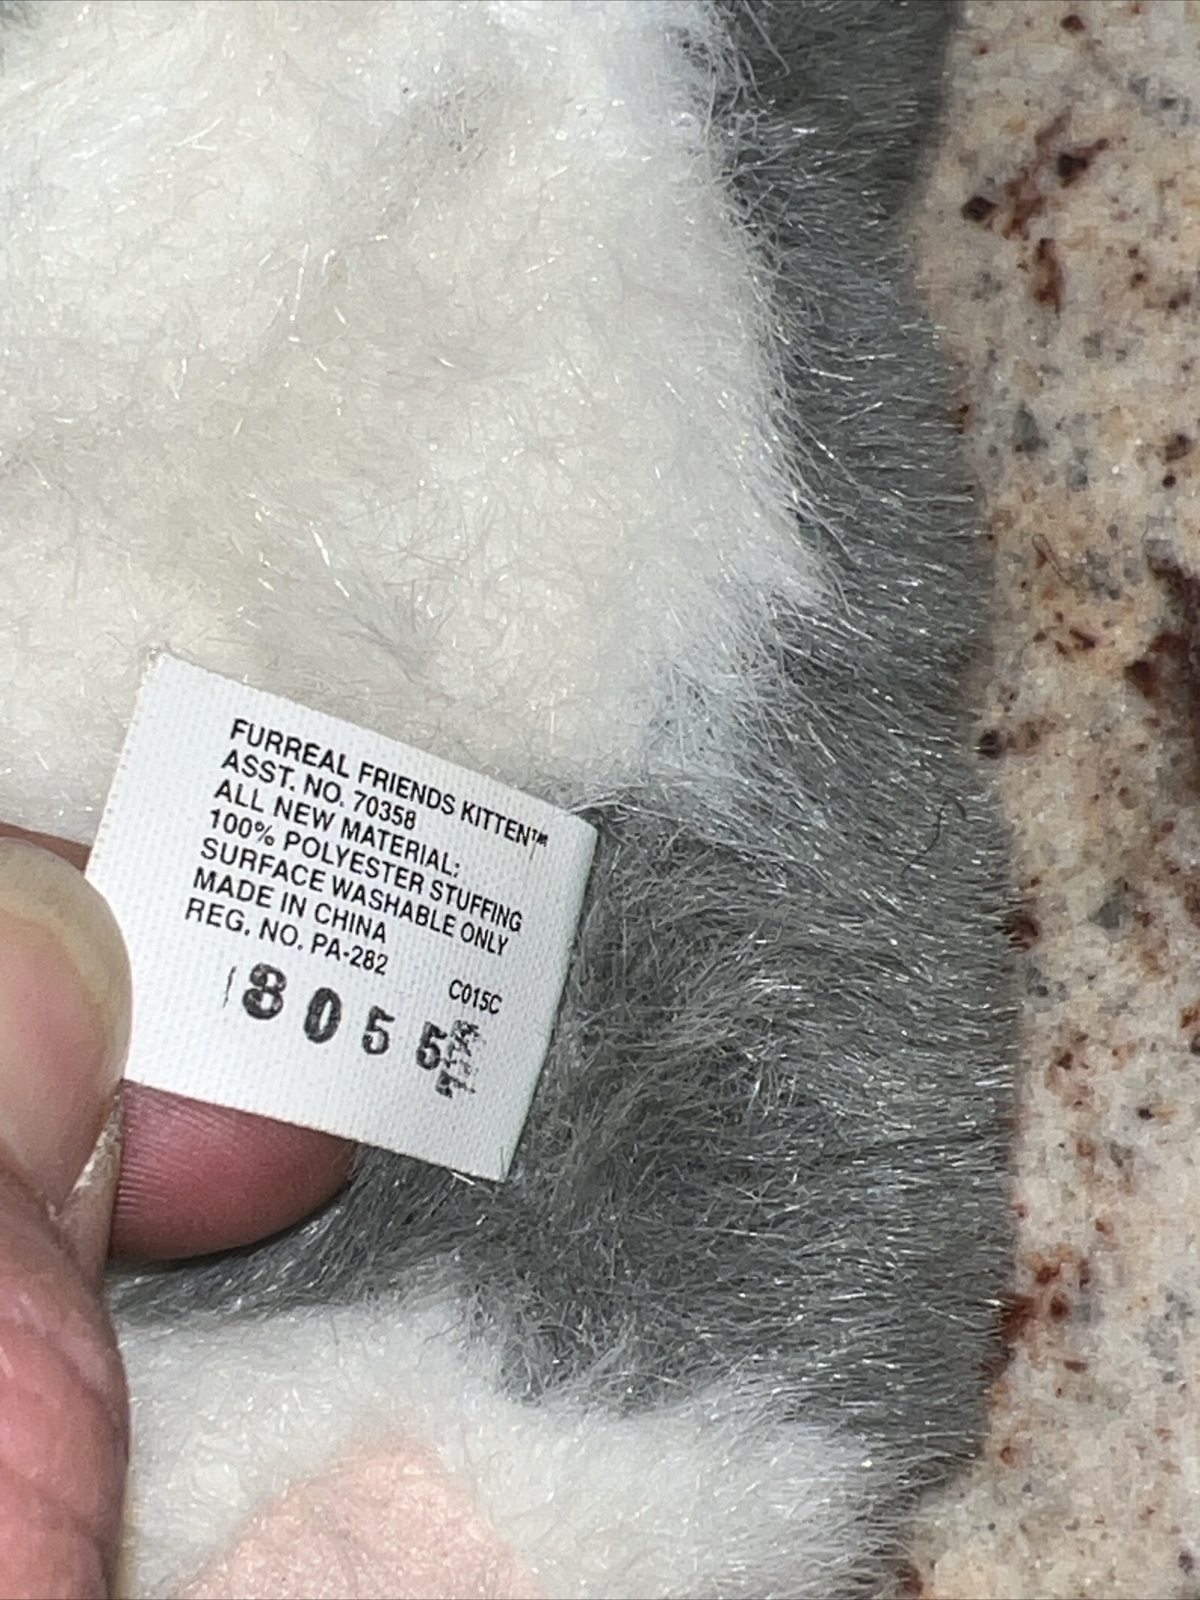 FURREAL FRIENDS KITTEN™
ASST. NO. 70358
ALL NEW MATERIAL:
100% POLYESTER STUFFING
SURFACE WASHABLE ONLY
MADE IN CHINA
REG. NO. PA-282
C015C
8055